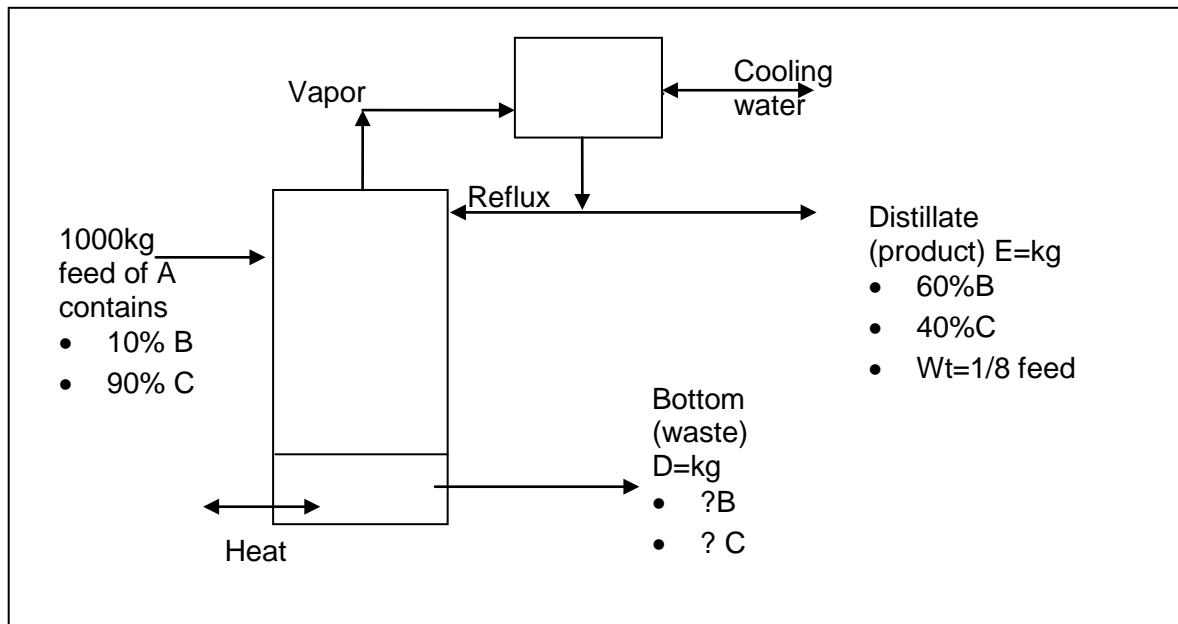 Cooling
water
Vapor
Reflux
1000kg
feed of A
contains
• 10% B
• 90% C
Distillate
(product) E=kg
• 60%B
• 40%C
• Wt=1/8 feed
Bottom
(waste)
D=kg
• ?B
• ? C
Heat